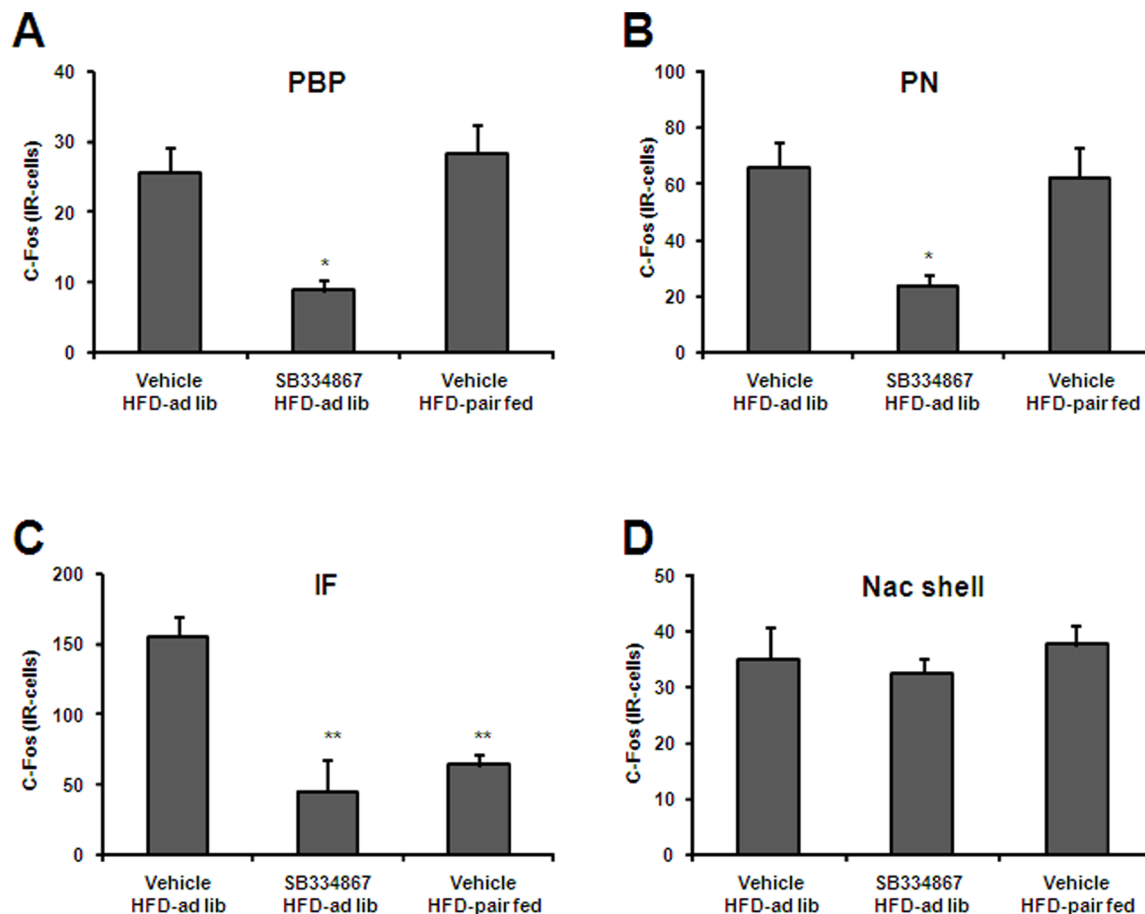 A
PBP
C-Fos (IR-cells)
40
30
20
10
0
*
Vehicle
HFD-ad lib
SB334867
HFD-ad lib
Vehicle
HFD-pair fed
B
PN
C-Fos (IR-cells)
100
80
60
40
20
0
*
Vehicle
HFD-ad lib
SB334867
HFD-ad lib
Vehicle
HFD-pair fed
C
IF
C-Fos (IR-cells)
200
150
100
50
0
**
**
Vehicle
HFD-ad lib
SB334867
HFD-ad lib
Vehicle
HFD-pair fed
D
Nac shell
C-Fos (IR-cells)
50
40
30
20
10
0
Vehicle
HFD-ad lib
SB334867
HFD-ad lib
Vehicle
HFD-pair fed